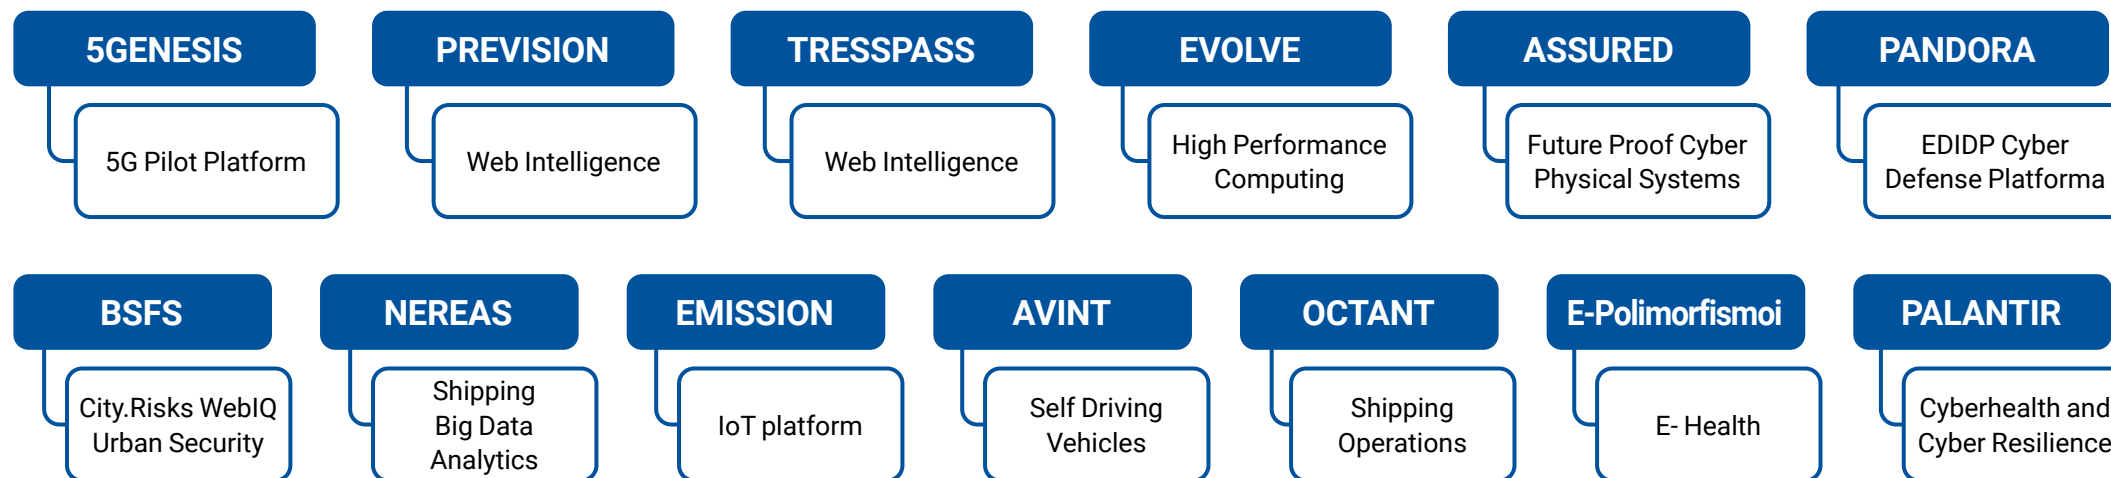 5GENESIS
5G Pilot Platform
PREVISION
Web Intelligence
TRESSPASS
Web Intelligence
EVOLVE
High Performance
Computing
ASSURED
Future Proof Cyber
Physical Systems
PANDORA
EDIDP Cyber
Defense Platforma
BSFS
City.Risks WebIQ
Urban Security
NEREAS
Shipping
Big Data
Analytics
EMISSION
IoT platform
AVINT
Self Driving
Vehicles
OCTANT
Shipping
Operations
E-Polimorfismoi
E- Health
PALANTIR
Cyberhealth and
Cyber Resilience